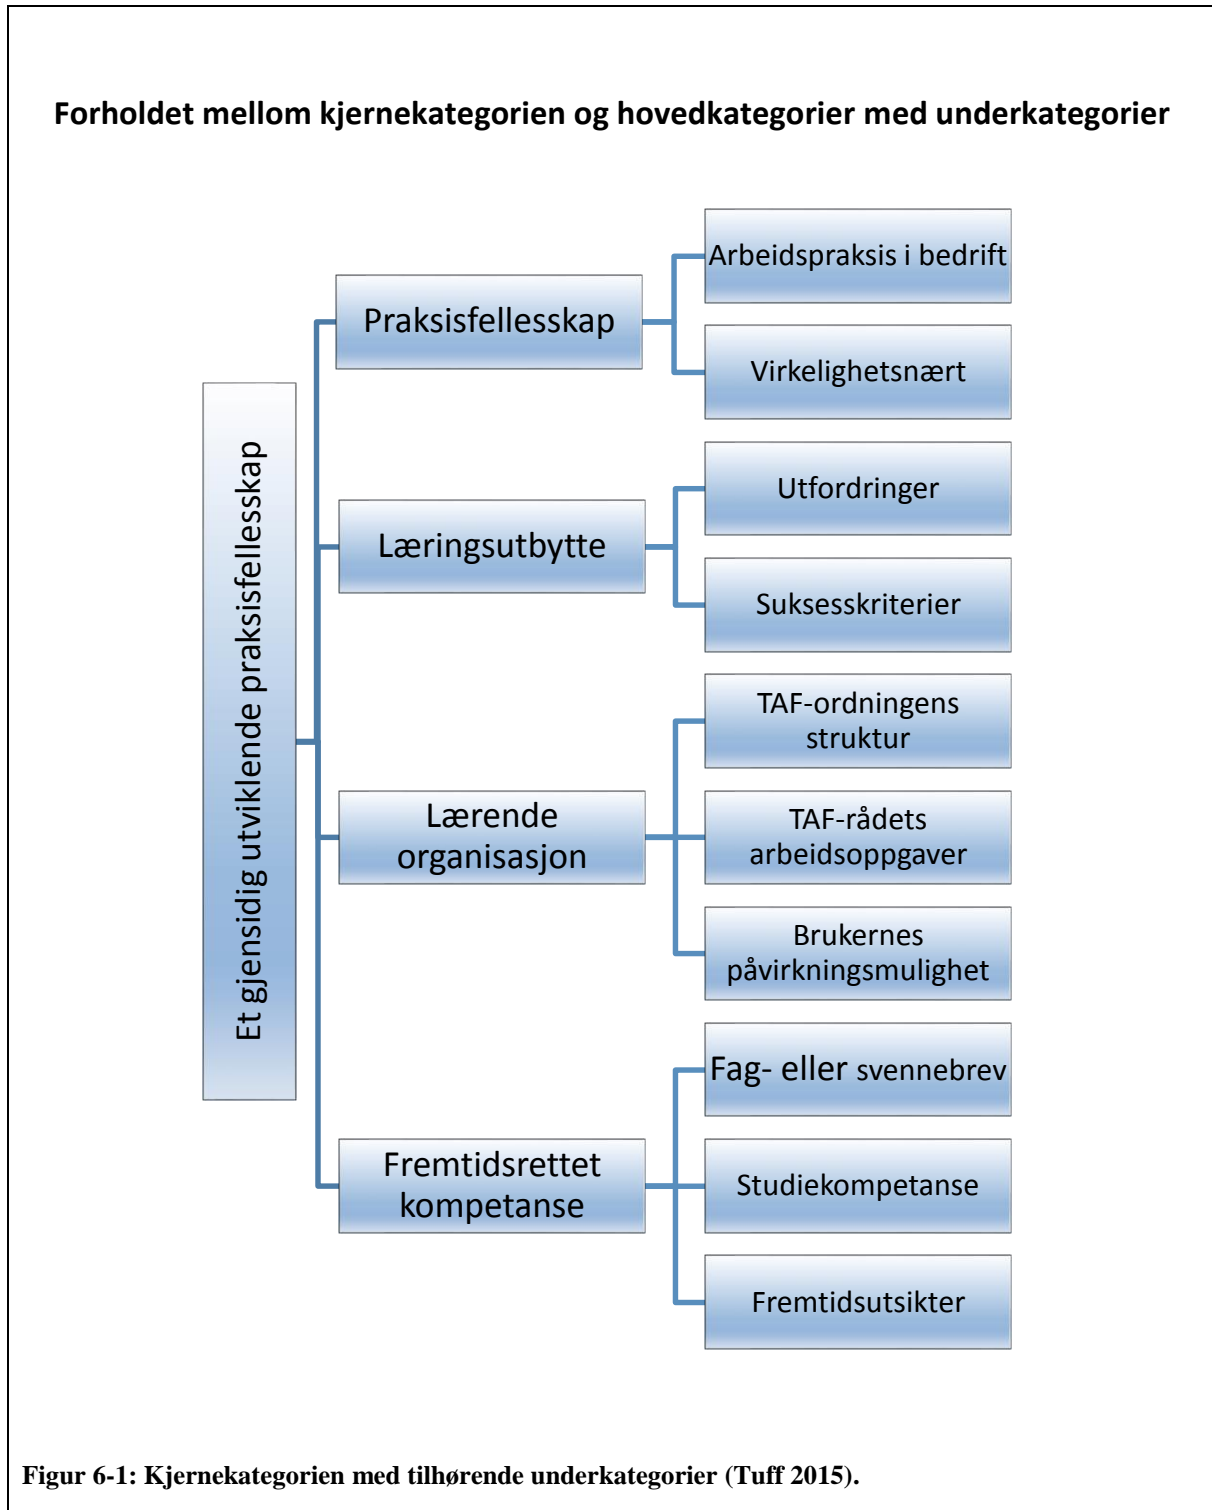 Forholdet mellom kjernekategorien og hovedkategorier med underkategorier
Et gjensidig utviklende praksisfellesskap
Praksisfellesskap
Arbeidspraksis i bedrift
Virkelighetsnært
Læringsutbytte
Utfordringer
Suksesskriterier
Lærende
organisasjon
TAF-ordningens
struktur
TAF-rådets
arbeidsoppgaver
Brukernes
påvirkningsmulighet
Fremtidsrettet
kompetanse
Fag- eller svennebrev
Studiekompetanse
Fremtidsutsikter
Figur 6-1: Kjernekategorien med tilhørende underkategorier (Tuff 2015).